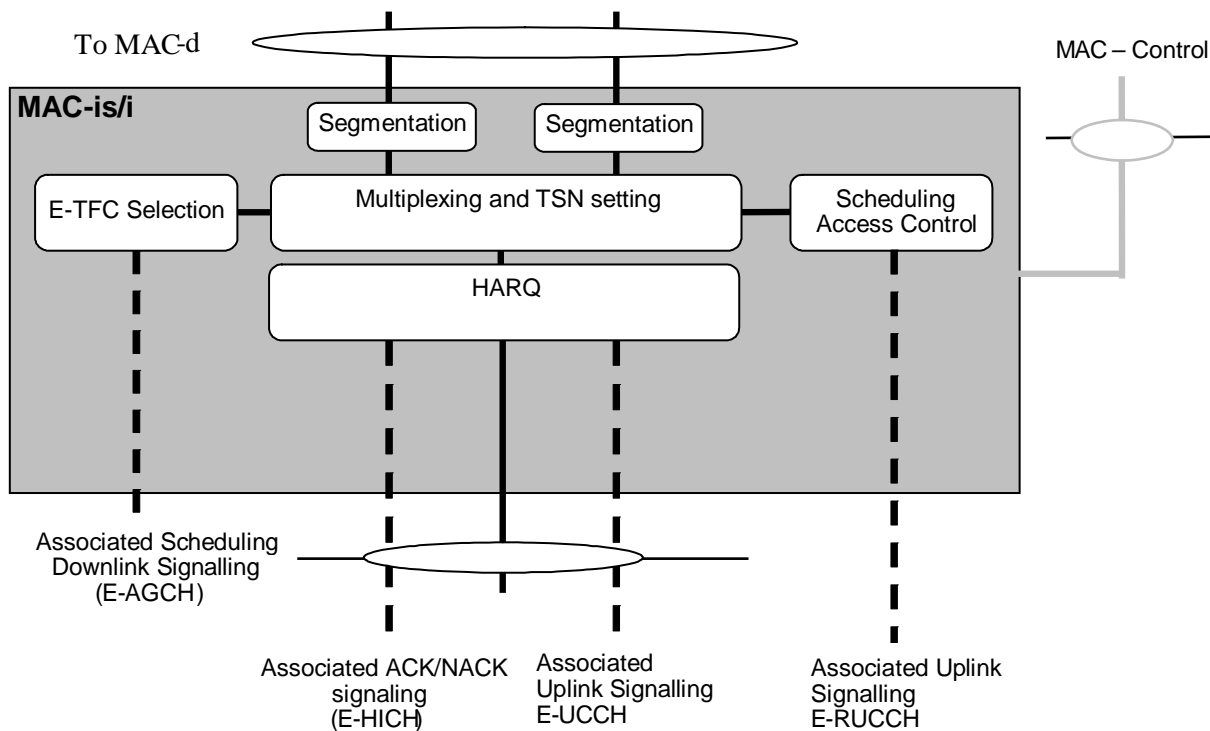 To MAC-d
MAC – Control
MAC-is/i
Segmentation
Segmentation
E-TFC Selection
Multiplexing and TSN setting
Scheduling
Access Control
HARQ
Associated Scheduling
Downlink Signalling
(E-AGCH)
Associated ACK/NACK
signaling
(E-HICH)
Associated
Uplink Signalling
E-UCCH
Associated Uplink
Signalling
E-RUCCH